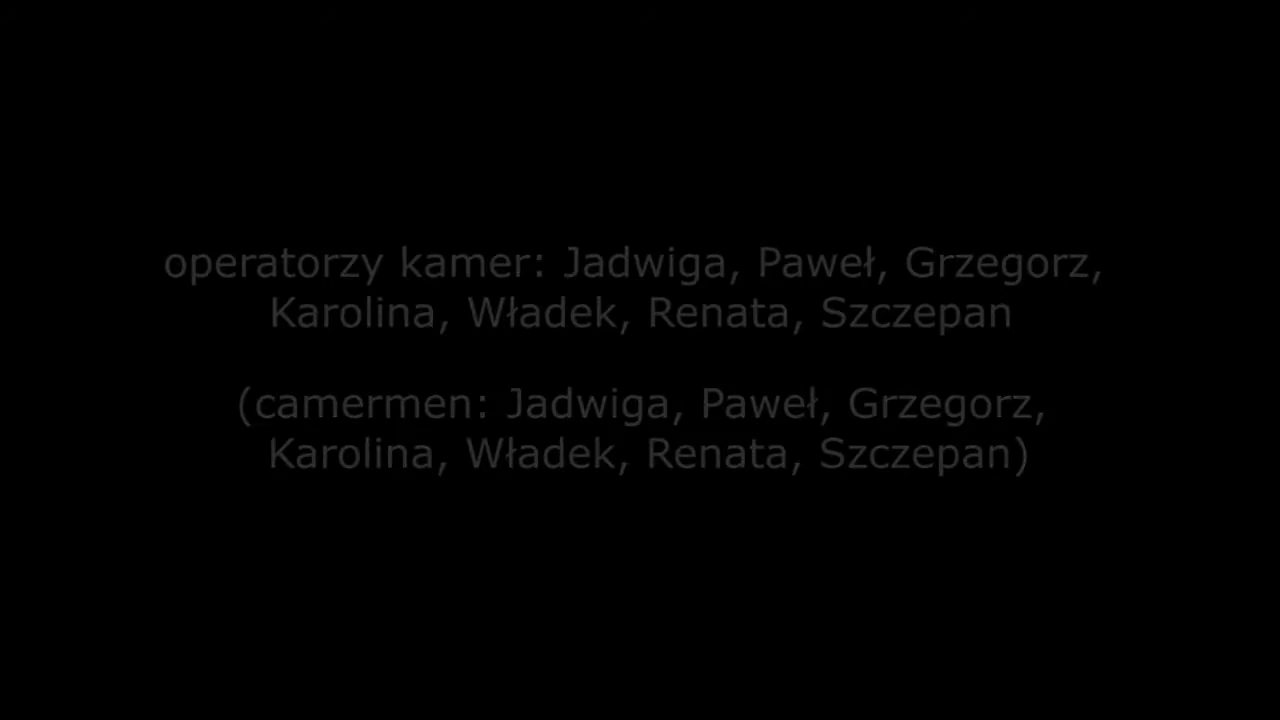 operatorzy kamer: Jadwiga, Paweł, Grzegorz,
Karolina, Władek, Renata, Szczepan
(camermen: Jadwiga, Paweł, Grzegorz,
Karolina, Władek, Renata, Szczepan)